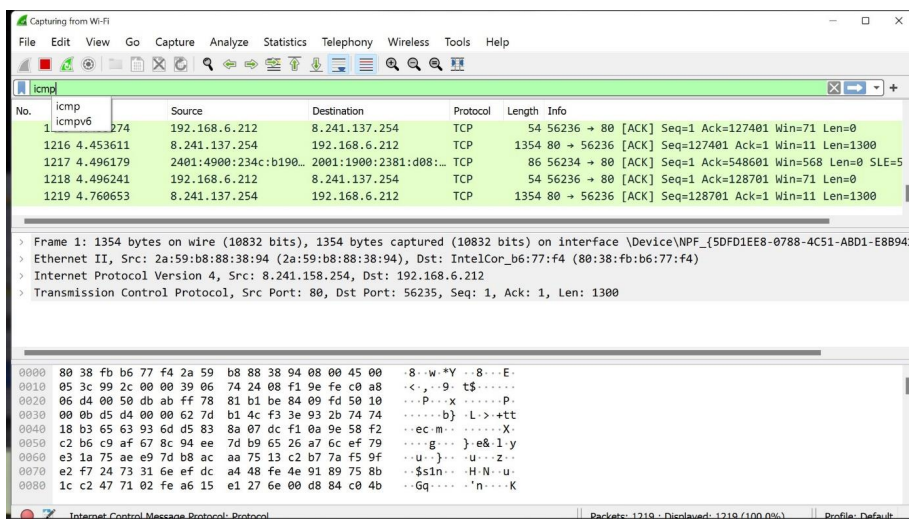 Capturing from Wi-Fi
File Edit View Go Capture Analyze Statistics Telephony Wireless Tools Help
icmp
icmp
icmpv6
No. Source Destination Protocol Length Info
274 192.168.6.212 8.241.137.254 TCP 54 56236 → 80 [ACK] Seq=1 Ack=127401 Win=71 Len=0
1216 4.453611 8.241.137.254 192.168.6.212 TCP 1354 80 → 56236 [ACK] Seq=127401 Ack=1 Win=11 Len=1300
1217 4.496179 2401:4900:234c:b190… 2001:1900:2381:d08:… TCP 86 56234 → 80 [ACK] Seq=1 Ack=548601 Win=568 Len=0 SLE=5
1218 4.496241 192.168.6.212 8.241.137.254 TCP 54 56236 → 80 [ACK] Seq=1 Ack=128701 Win=71 Len=0
1219 4.760653 8.241.137.254 192.168.6.212 TCP 1354 80 → 56236 [ACK] Seq=128701 Ack=1 Win=11 Len=1300
> Frame 1: 1354 bytes on wire (10832 bits), 1354 bytes captured (10832 bits) on interface \Device\NPF_{5DFD1EE8-0788-4C51-ABD1-E8B94
> Ethernet II, Src: 2a:59:b8:88:38:94 (2a:59:b8:88:38:94), Dst: IntelCor_b6:77:f4 (80:38:fb:b6:77:f4)
> Internet Protocol Version 4, Src: 8.241.158.254, Dst: 192.168.6.212
> Transmission Control Protocol, Src Port: 80, Dst Port: 56235, Seq: 1, Ack: 1, Len: 1300
0000 80 38 fb b6 77 f4 2a 59 b8 88 38 94 08 00 45 00 ·8··w·*Y ··8···E·
0010 05 3c 99 2c 00 00 39 06 74 24 08 f1 9e fe c0 a8 ·<·,··9· t$······
0020 06 d4 00 50 db ab ff 78 81 b1 be 84 09 fd 50 10 ···P···x ······P·
0030 00 0b d5 d4 00 00 62 7d b1 4c f3 3e 93 2b 74 74 ······b} ·L·>·+tt
0040 18 b3 65 63 93 6d d5 83 8a 07 dc f1 0a 9e 58 f2 ··ec·m·· ······X·
0050 c2 b6 c9 af 67 8c 94 ee 7d b9 65 26 a7 6c ef 79 ····g··· }·e&·l·y
0060 e3 1a 75 ae e9 7d b8 ac aa 75 13 c2 b7 7a f5 9f ··u··}·· ·u···z··
0070 e2 f7 24 73 31 6e ef dc a4 48 fe 4e 91 89 75 8b ··$s1n·· ·H·N··u·
0080 1c c2 47 71 02 fe a6 15 e1 27 6e 00 d8 84 c0 4b ··Gq···· ·'n····K
Internet Control Message Protocol: Protocol Packets: 1219 · Displayed: 1219 (100.0%) Profile: Default